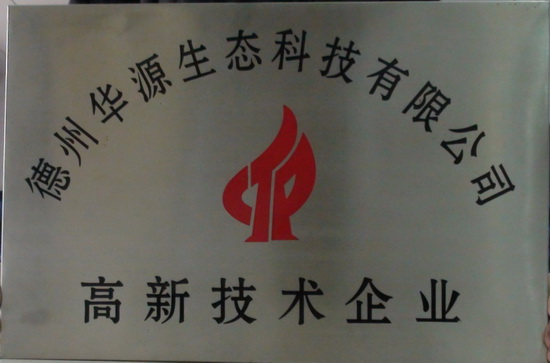 德州华源生态科技有限公司
高新技术企业